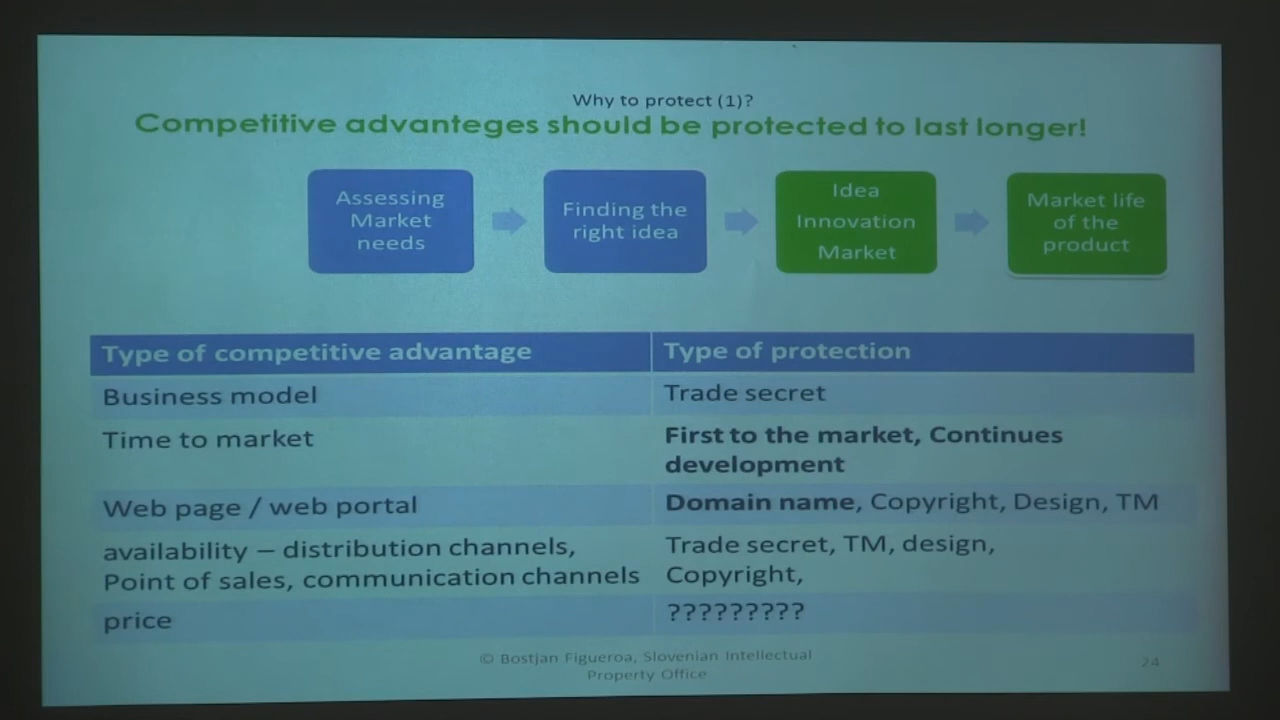 Why to protect (1)?
Competitive advanteges should be protected to last longer!
Assessing
Market
needs
Finding the
right idea
Idea
Innovation
Market
Market life
of the
product
Type of competitive advantage
Type of protection
Business model
Trade secret
Time to market
First to the market, Continues
development
Web page / web portal
Domain name, Copyright, Design, TM
availability – distribution channels,
Point of sales, communication channels
Trade secret, TM, design,
Copyright,
price
?????????
© Bostjan Figueroa, Slovenian Intellectual
Property Office
24